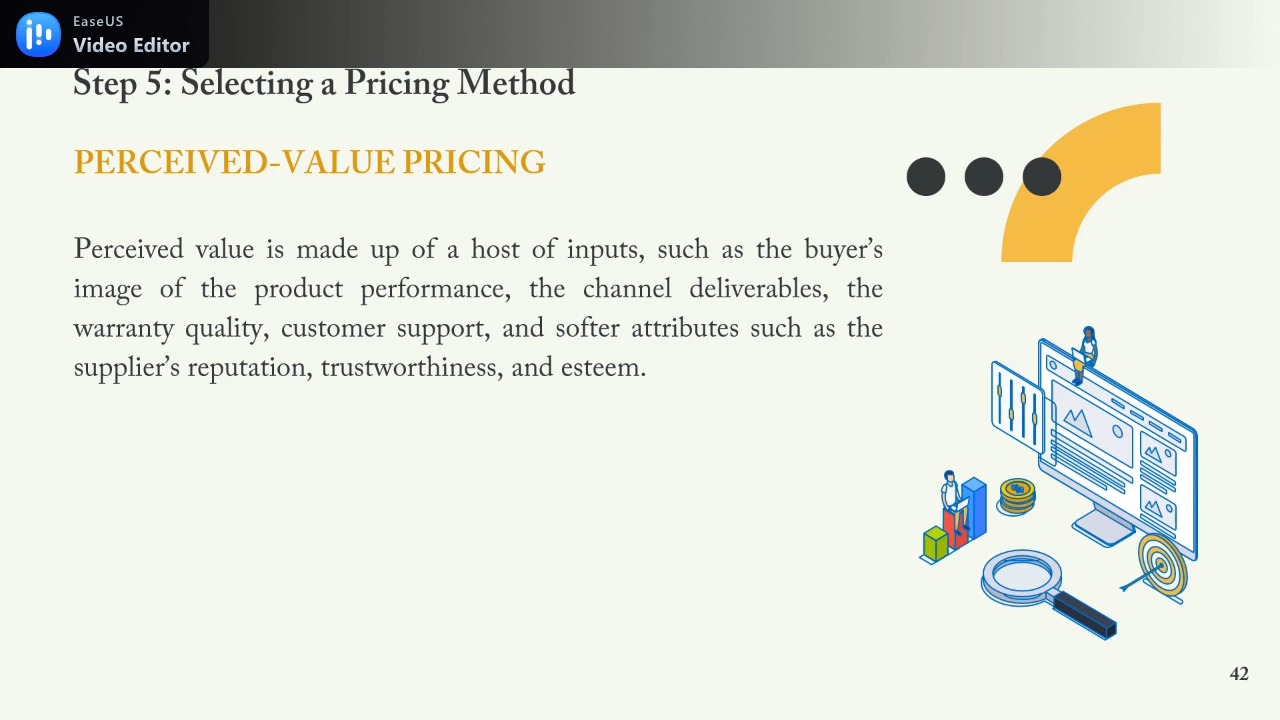 EaseUS
Video Editor
Step 5: Selecting a Pricing Method
PERCEIVED-VALUE PRICING
Perceived value is made up of a host of inputs, such as the buyer’s
image of the product performance, the channel deliverables, the
warranty quality, customer support, and softer attributes such as the
supplier’s reputation, trustworthiness, and esteem.
42